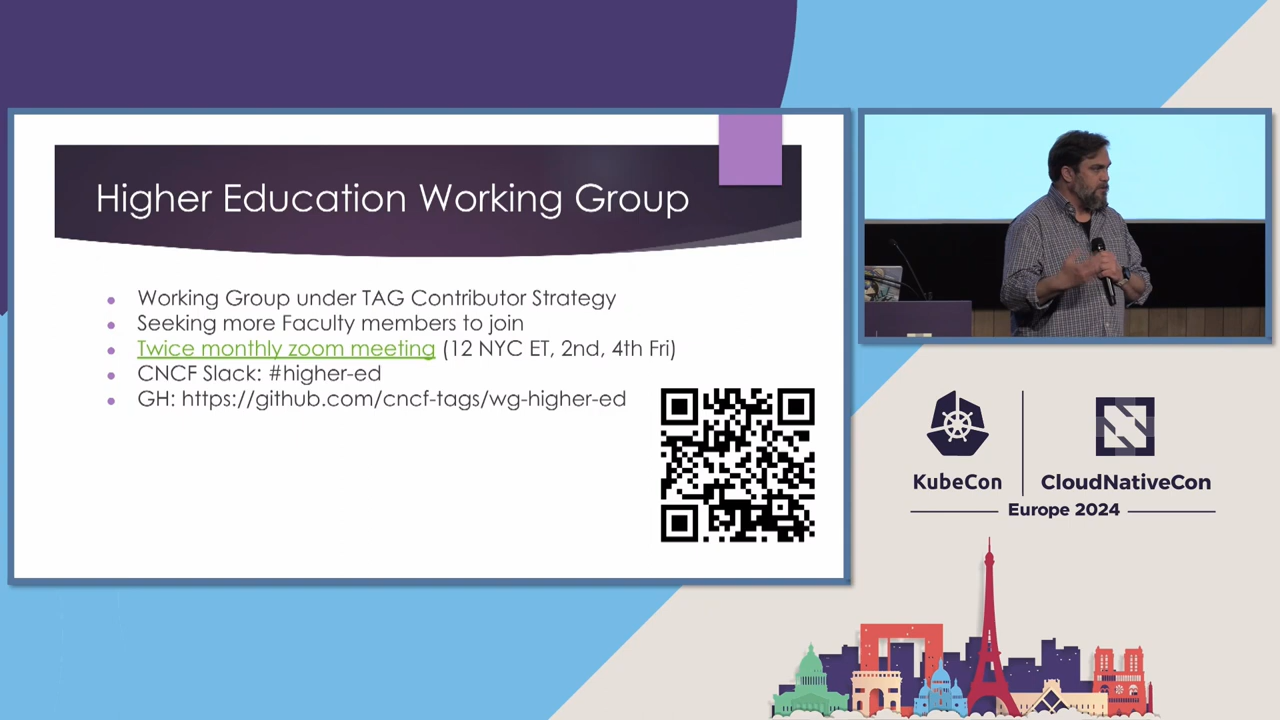 Higher Education Working Group
Working Group under TAG Contributor Strategy
Seeking more Faculty members to join
Twice monthly zoom meeting (12 NYC ET, 2nd, 4th Fri)
CNCF Slack: #higher-ed
GH: https://github.com/cncf-tags/wg-higher-ed
KubeCon
CloudNativeCon
Europe 2024